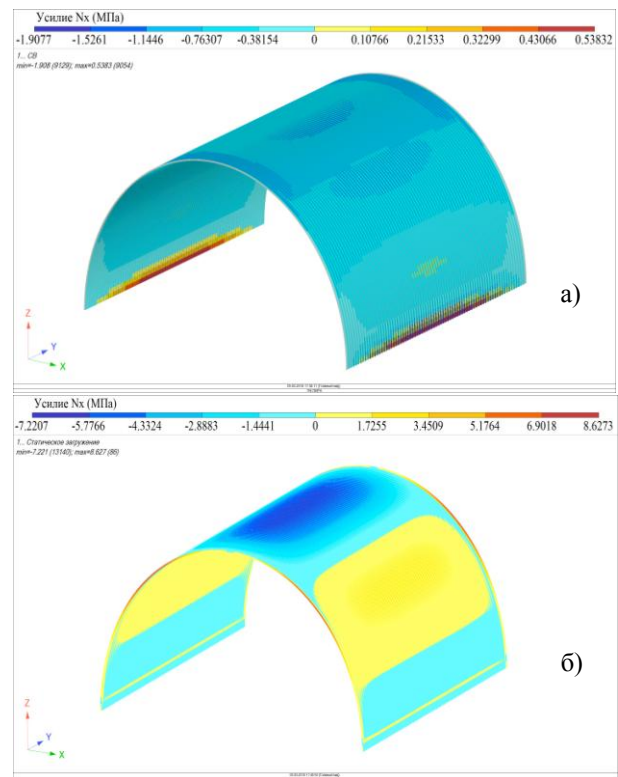 Усилие Nx (МПа)
-1.9077 -1.5261 -1.1446 -0.76307 -0.38154 0 0.10766 0.21533 0.32299 0.43066 0.53832
1... СВ
min=-1.908 (9129); max=0.5383 (9054)
а)
Z
Y
X
Усилие Nx (МПа)
-7.2207 -5.7766 -4.3324 -2.8883 -1.4441 0 1.7255 3.4509 5.1764 6.9018 8.6273
1... Статическое загружение
min=-7.221 (13140); max=8.627 (86)
б)
Z
Y
X